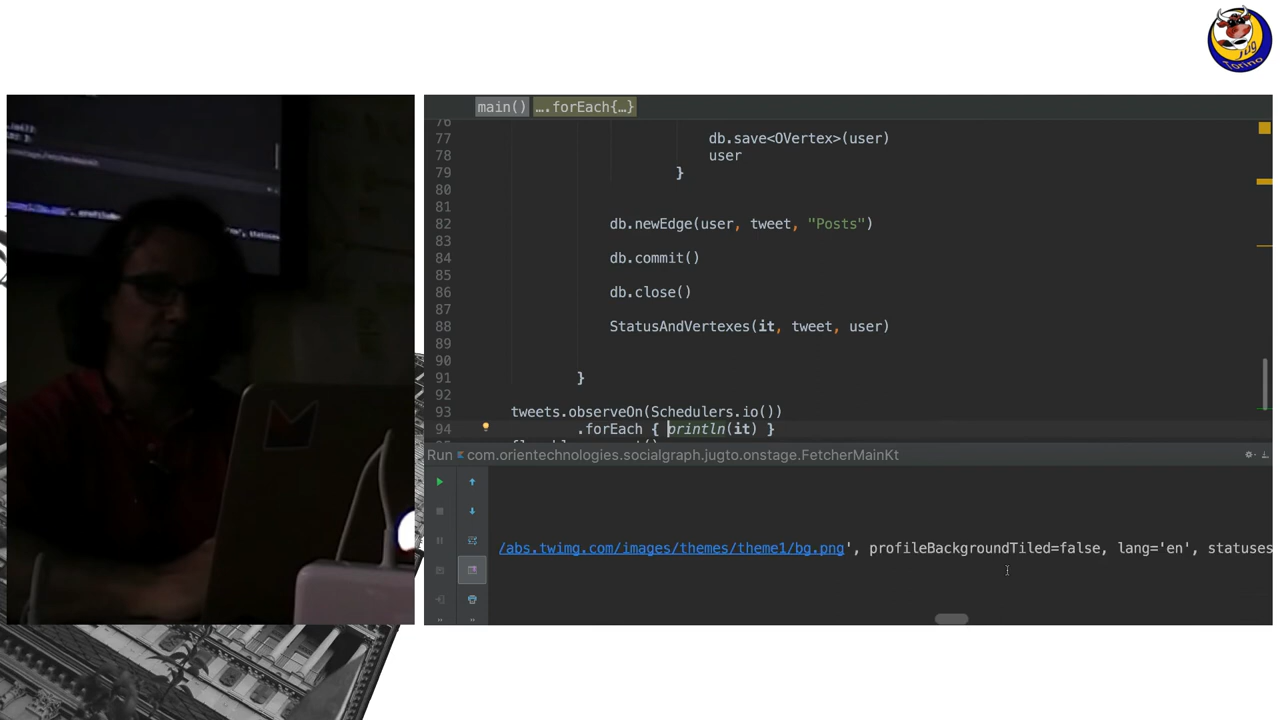 Jug
Torino
main() ….forEach{…}
76
77 db.save<OVertex>(user)
78 user
79 }
80
81
82 db.newEdge(user, tweet, "Posts")
83
84 db.commit()
85
86 db.close()
87
88 StatusAndVertexes(it, tweet, user)
89
90
91 }
92
93 tweets.observeOn(Schedulers.io())
94 .forEach { println(it) }
Run com.orientechnologies.socialgraph.jugto.onstage.FetcherMainKt
/abs.twimg.com/images/themes/theme1/bg.png', profileBackgroundTiled=false, lang='en', statuses